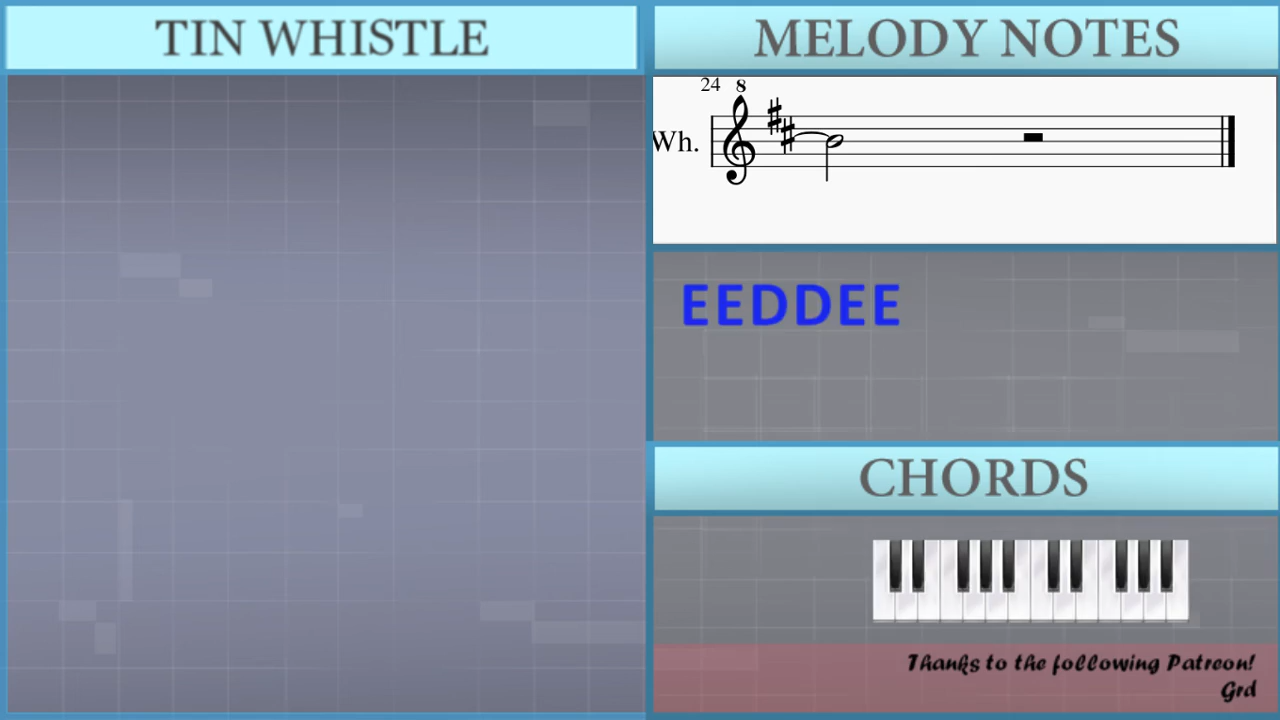 TIN WHISTLE
MELODY NOTES
24 8
Wh.
EEDDEE
CHORDS
Thanks to the following Patreon!
Grd